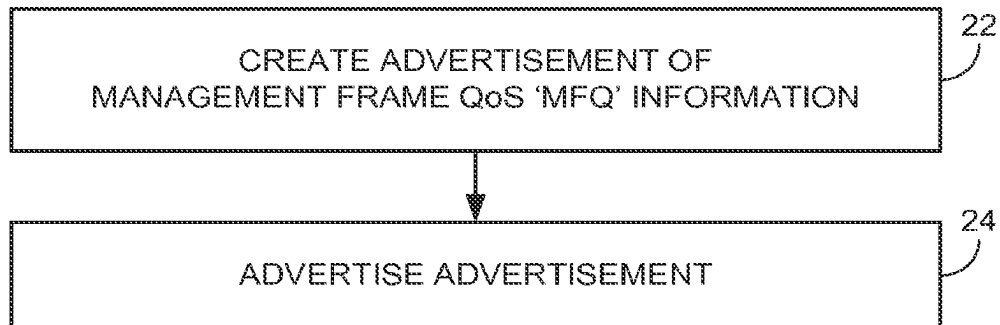 22
CREATE ADVERTISEMENT OF
MANAGEMENT FRAME QoS 'MFQ' INFORMATION
24
ADVERTISE ADVERTISEMENT